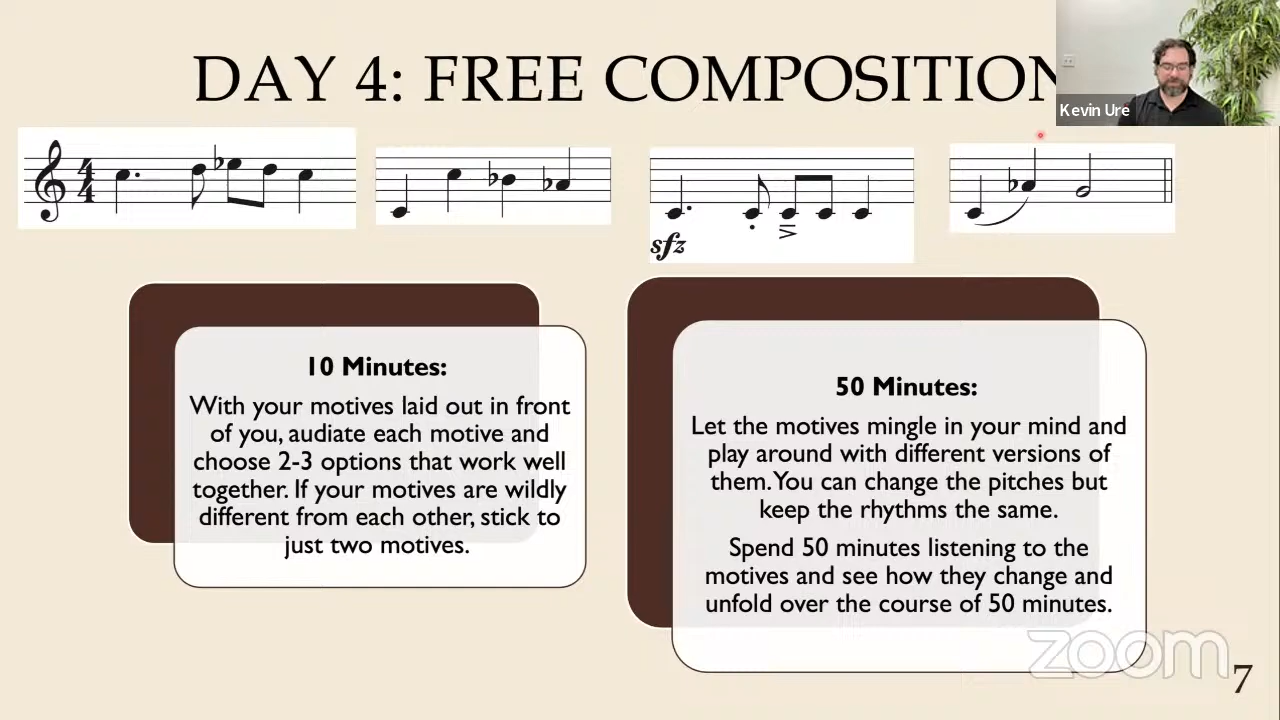 DAY 4: FREE COMPOSITION
Kevin Ure
4
4
sfz
10 Minutes:
With your motives laid out in front
of you, audiate each motive and
choose 2-3 options that work well
together. If your motives are wildly
different from each other, stick to
just two motives.
50 Minutes:
Let the motives mingle in your mind and
play around with different versions of
them. You can change the pitches but
keep the rhythms the same.
Spend 50 minutes listening to the
motives and see how they change and
unfold over the course of 50 minutes.
zoom
7